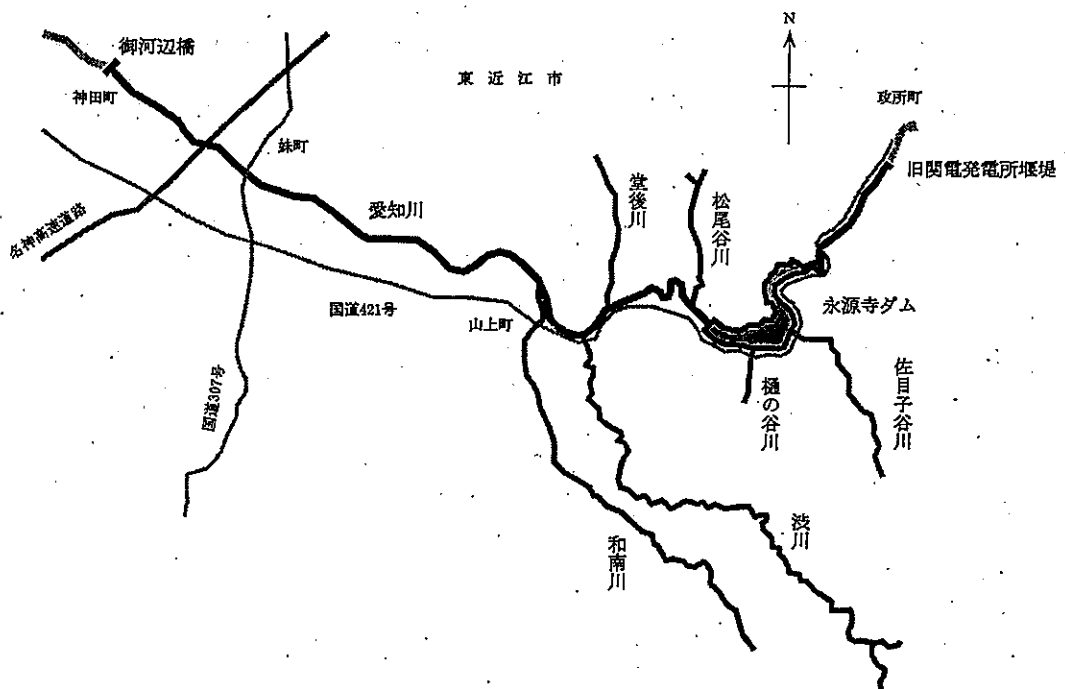 N
御河辺橋
東近江市
神田町
政所町
妹町
旧関電発電所堰堤
堂後川
松尾谷川
愛知川
名神高速道路
国道421号
永源寺ダム
山上町
佐目子谷川
樋の谷川
国道307号
渋川
和南川